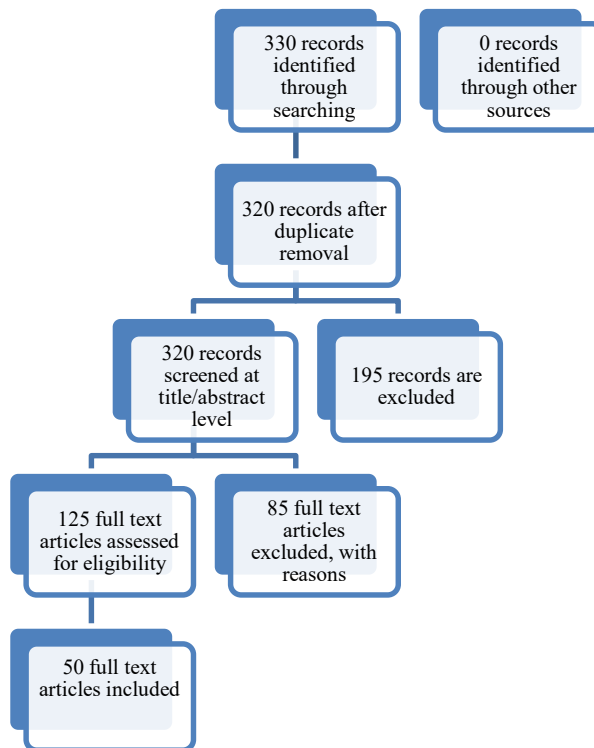 330 records
identified
through
searching
0 records
identified
through other
sources
320 records after
duplicate
removal
320 records
screened at
title/abstract
level
195 records are
excluded
125 full text
articles assessed
for eligibility
85 full text
articles
excluded, with
reasons
50 full text
articles included